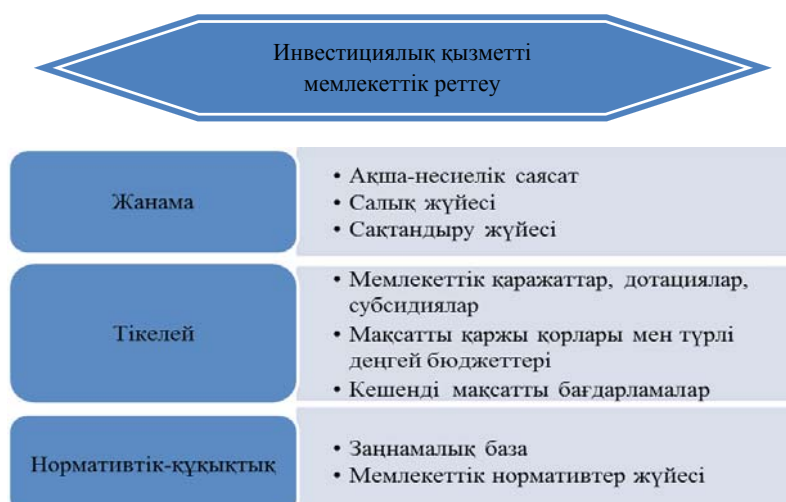 Инвестициялық қызметті
мемлекеттік реттеу
Жанама
• Ақша-несиелік саясат
• Салық жүйесі
• Сақтандыру жүйесі
Тікелей
• Мемлекеттік қаражаттар, дотациялар,
субсидиялар
• Мақсатты қаржы қорлары мен түрлі
деңгей бюджеттері
• Кешенді мақсатты бағдарламалар
Нормативтік-құқықтық
• Заңнамалық база
• Мемлекеттік нормативтер жүйесі